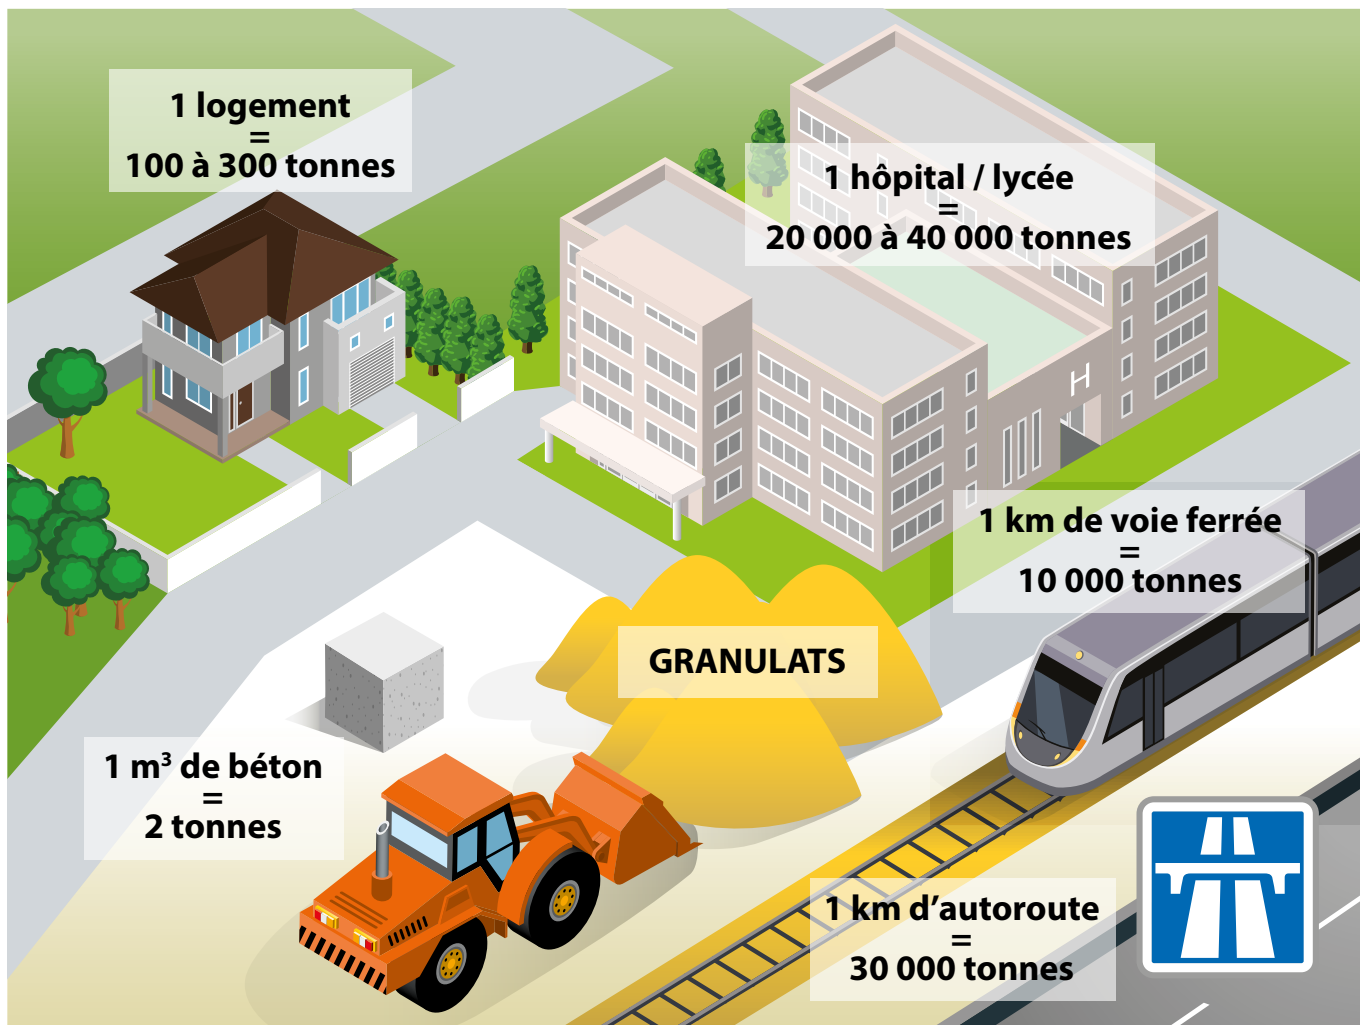 1 logement
=
100 à 300 tonnes
1 hôpital / lycée
=
20 000 à 40 000 tonnes
H
1 km de voie ferrée
=
10 000 tonnes
GRANULATS
1 m³ de béton
=
2 tonnes
1 km d’autoroute
=
30 000 tonnes